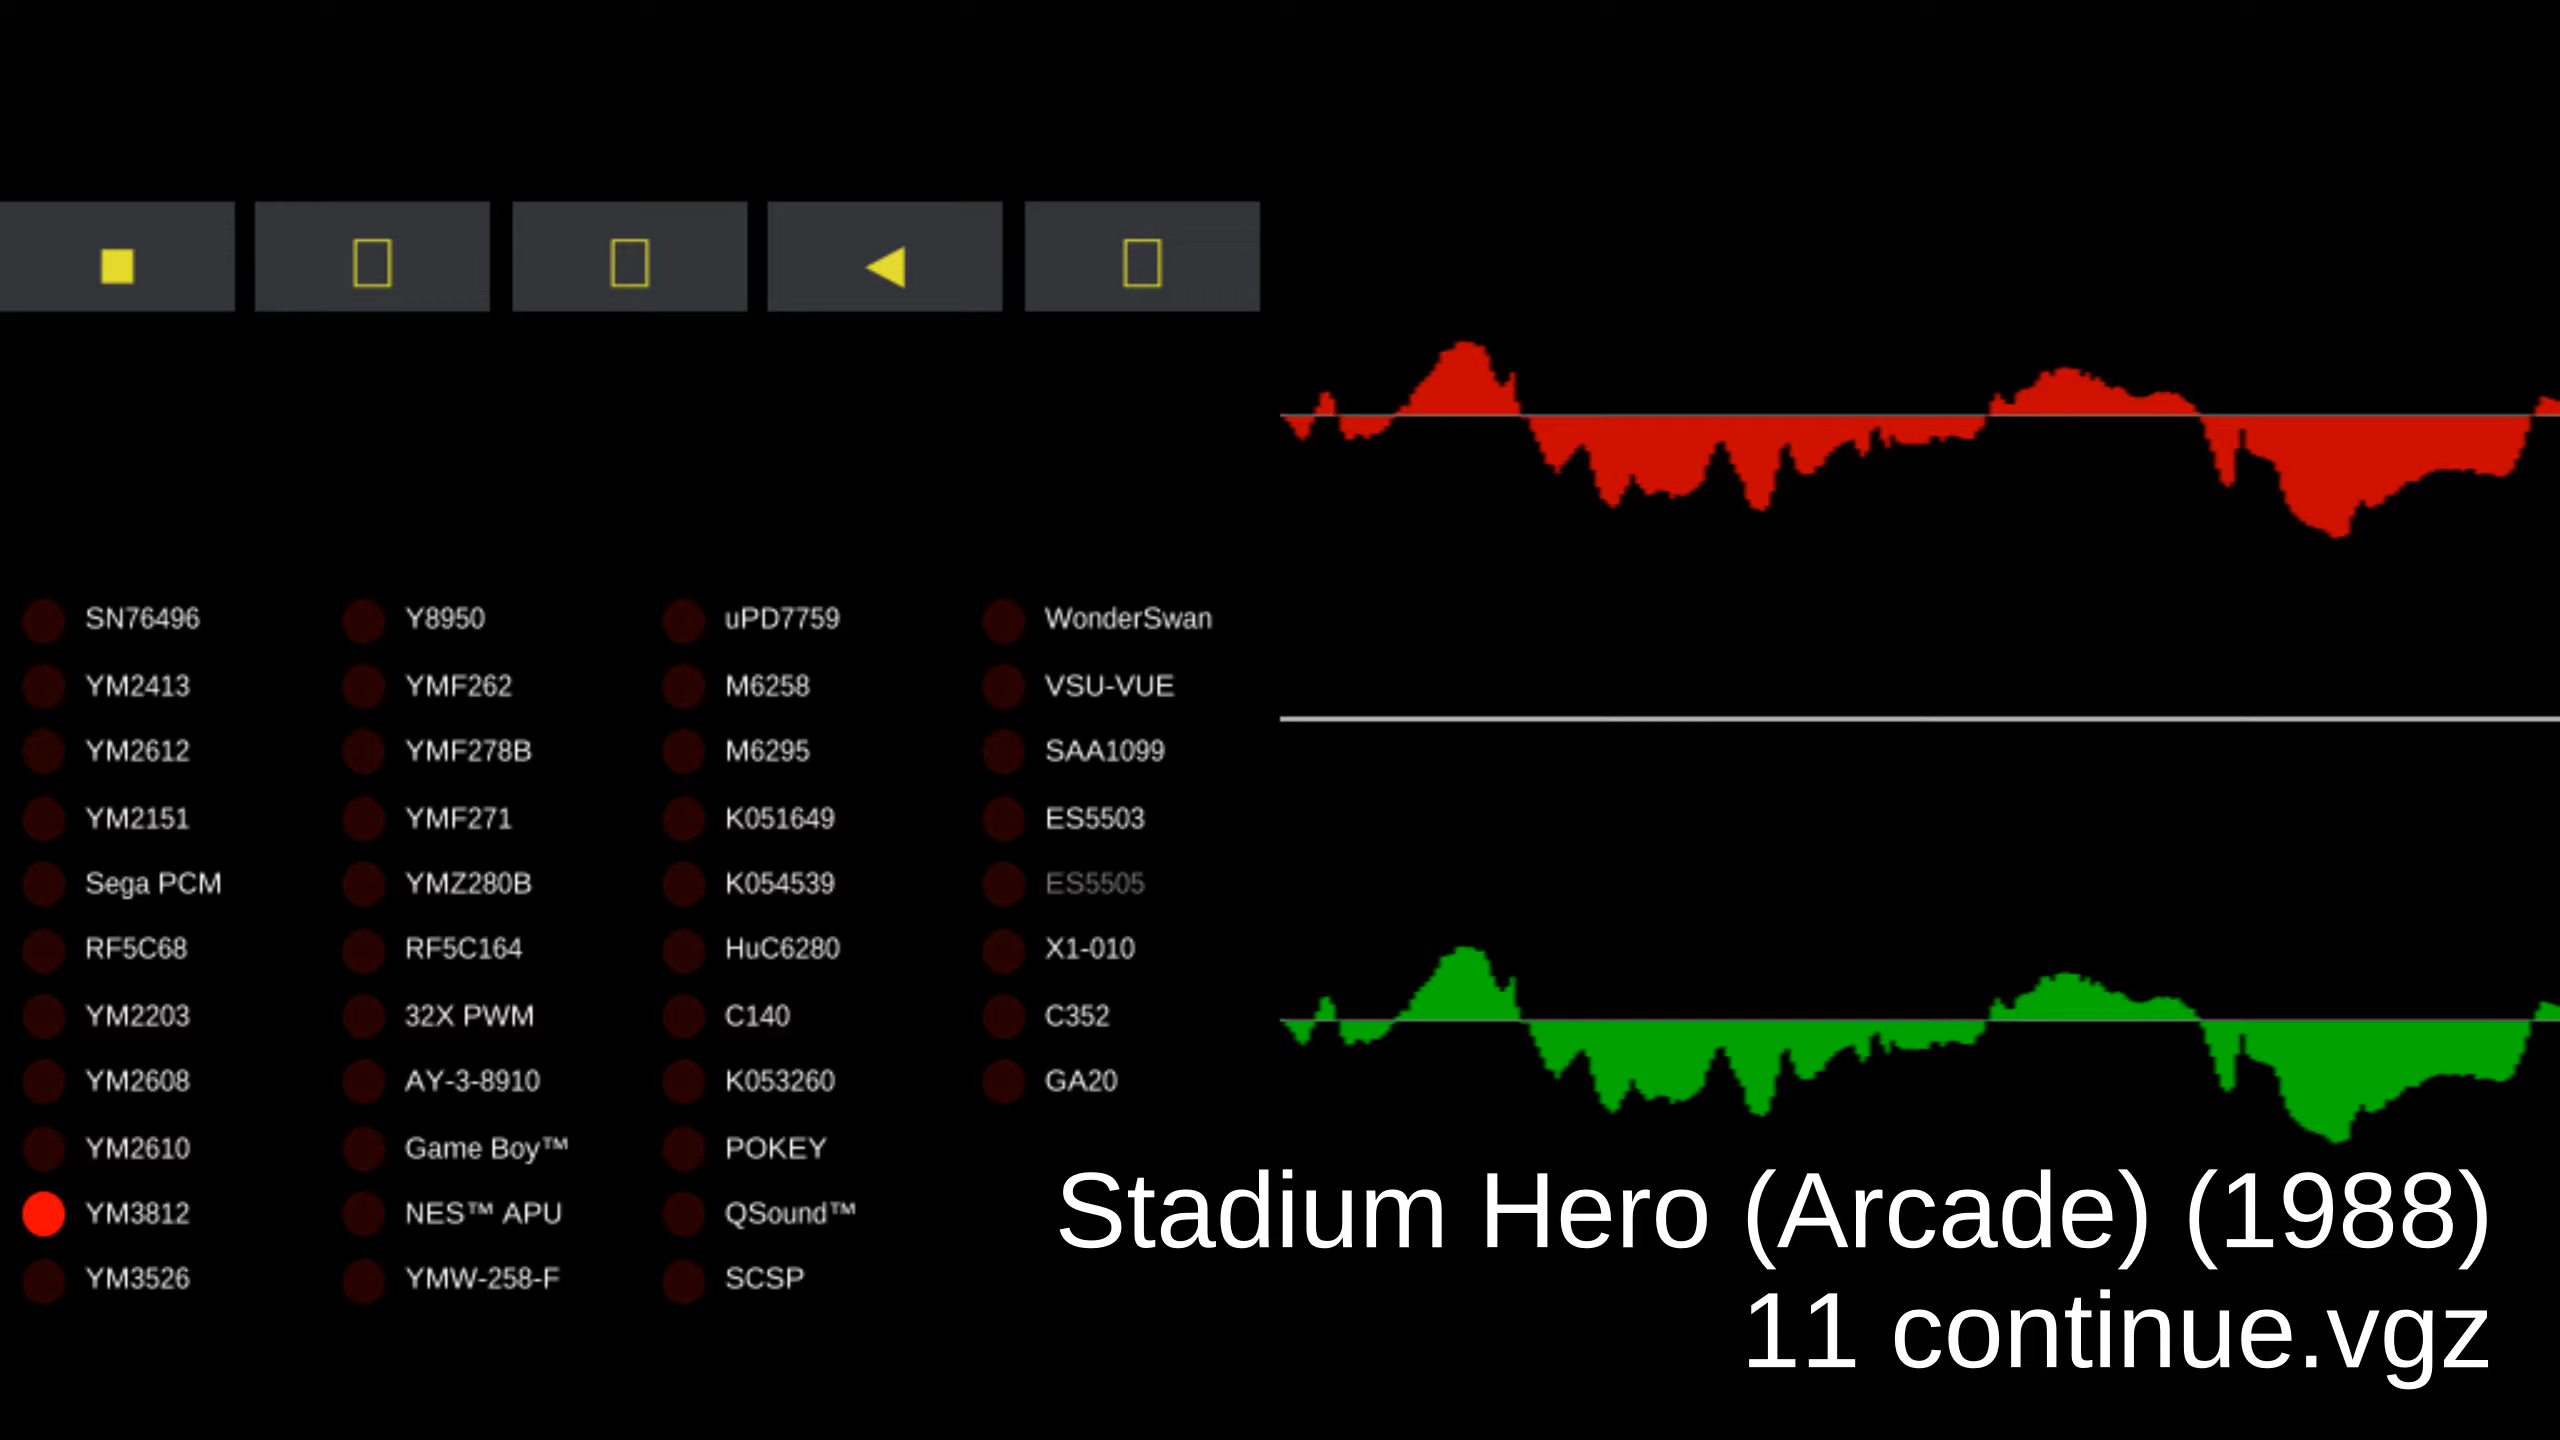 SN76496
YM2413
YM2612
YM2151
Sega PCM
RF5C68
YM2203
YM2608
YM2610
YM3812
YM3526
Y8950
YMF262
YMF278B
YMF271
YMZ280B
RF5C164
32X PWM
AY-3-8910
Game Boy™
NES™ APU
YMW-258-F
uPD7759
M6258
M6295
K051649
K054539
HuC6280
C140
K053260
POKEY
QSound™
SCSP
WonderSwan
VSU-VUE
SAA1099
ES5503
ES5505
X1-010
C352
GA20
Stadium Hero (Arcade) (1988)
11 continue.vgz